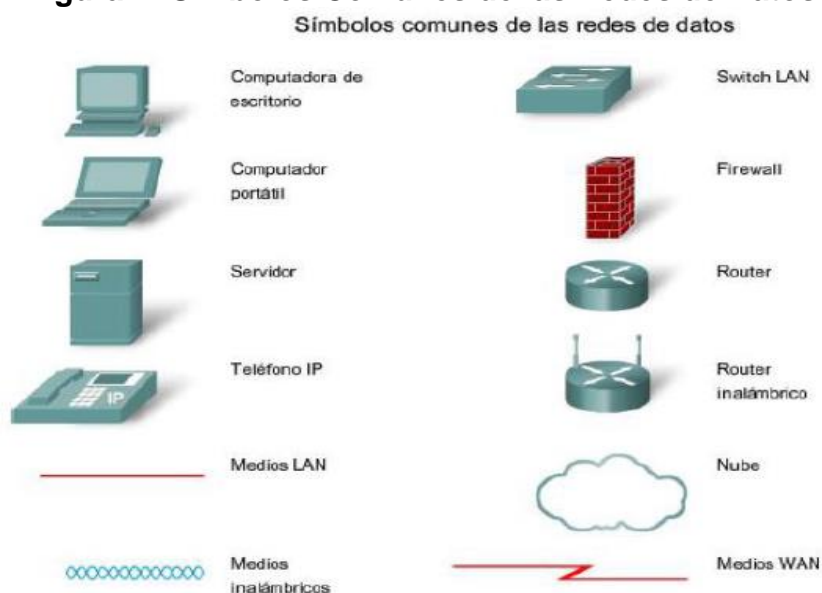 Símbolos comunes de las redes de datos
Computadora de
escritorio
Switch LAN
Computador
portátil
Firewall
Servidor
Router
Teléfono IP
IP
Router
inalámbrico
Medios LAN
Nube
Medios
inalámbricos
Medios WAN